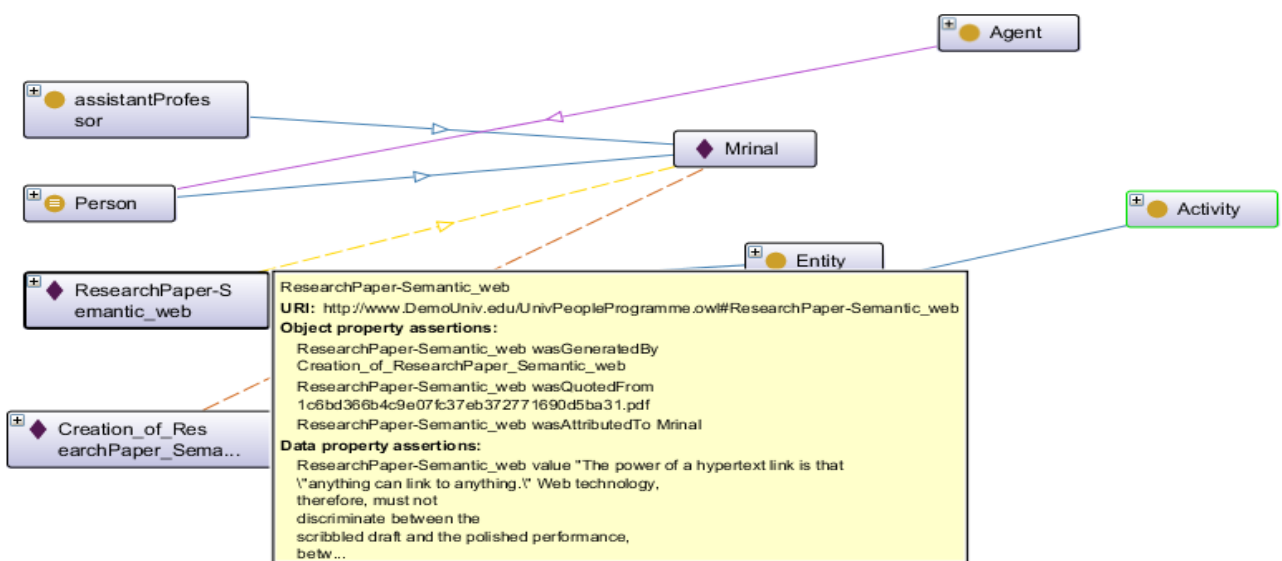 Agent
assistantProfes
sor
Mrinal
Person
Activity
Entity
ResearchPaper-S
emantic_web
ResearchPaper-Semantic_web
URI: http://www.DemoUniv.edu/UnivPeopleProgramme.owl#ResearchPaper-Semantic_web
Object property assertions:
ResearchPaper-Semantic_web wasGeneratedBy
Creation_of_ResearchPaper_Semantic_web
ResearchPaper-Semantic_web wasQuotedFrom
1c6bd366b4c9e07fc37eb372771690d5ba31.pdf
ResearchPaper-Semantic_web wasAttributedTo Mrinal
Data property assertions:
ResearchPaper-Semantic_web value "The power of a hypertext link is that
\"anything can link to anything.\" Web technology,
therefore, must not
discriminate between the
scribbled draft and the polished performance,
betw...
Creation_of_Res
earchPaper_Sema...